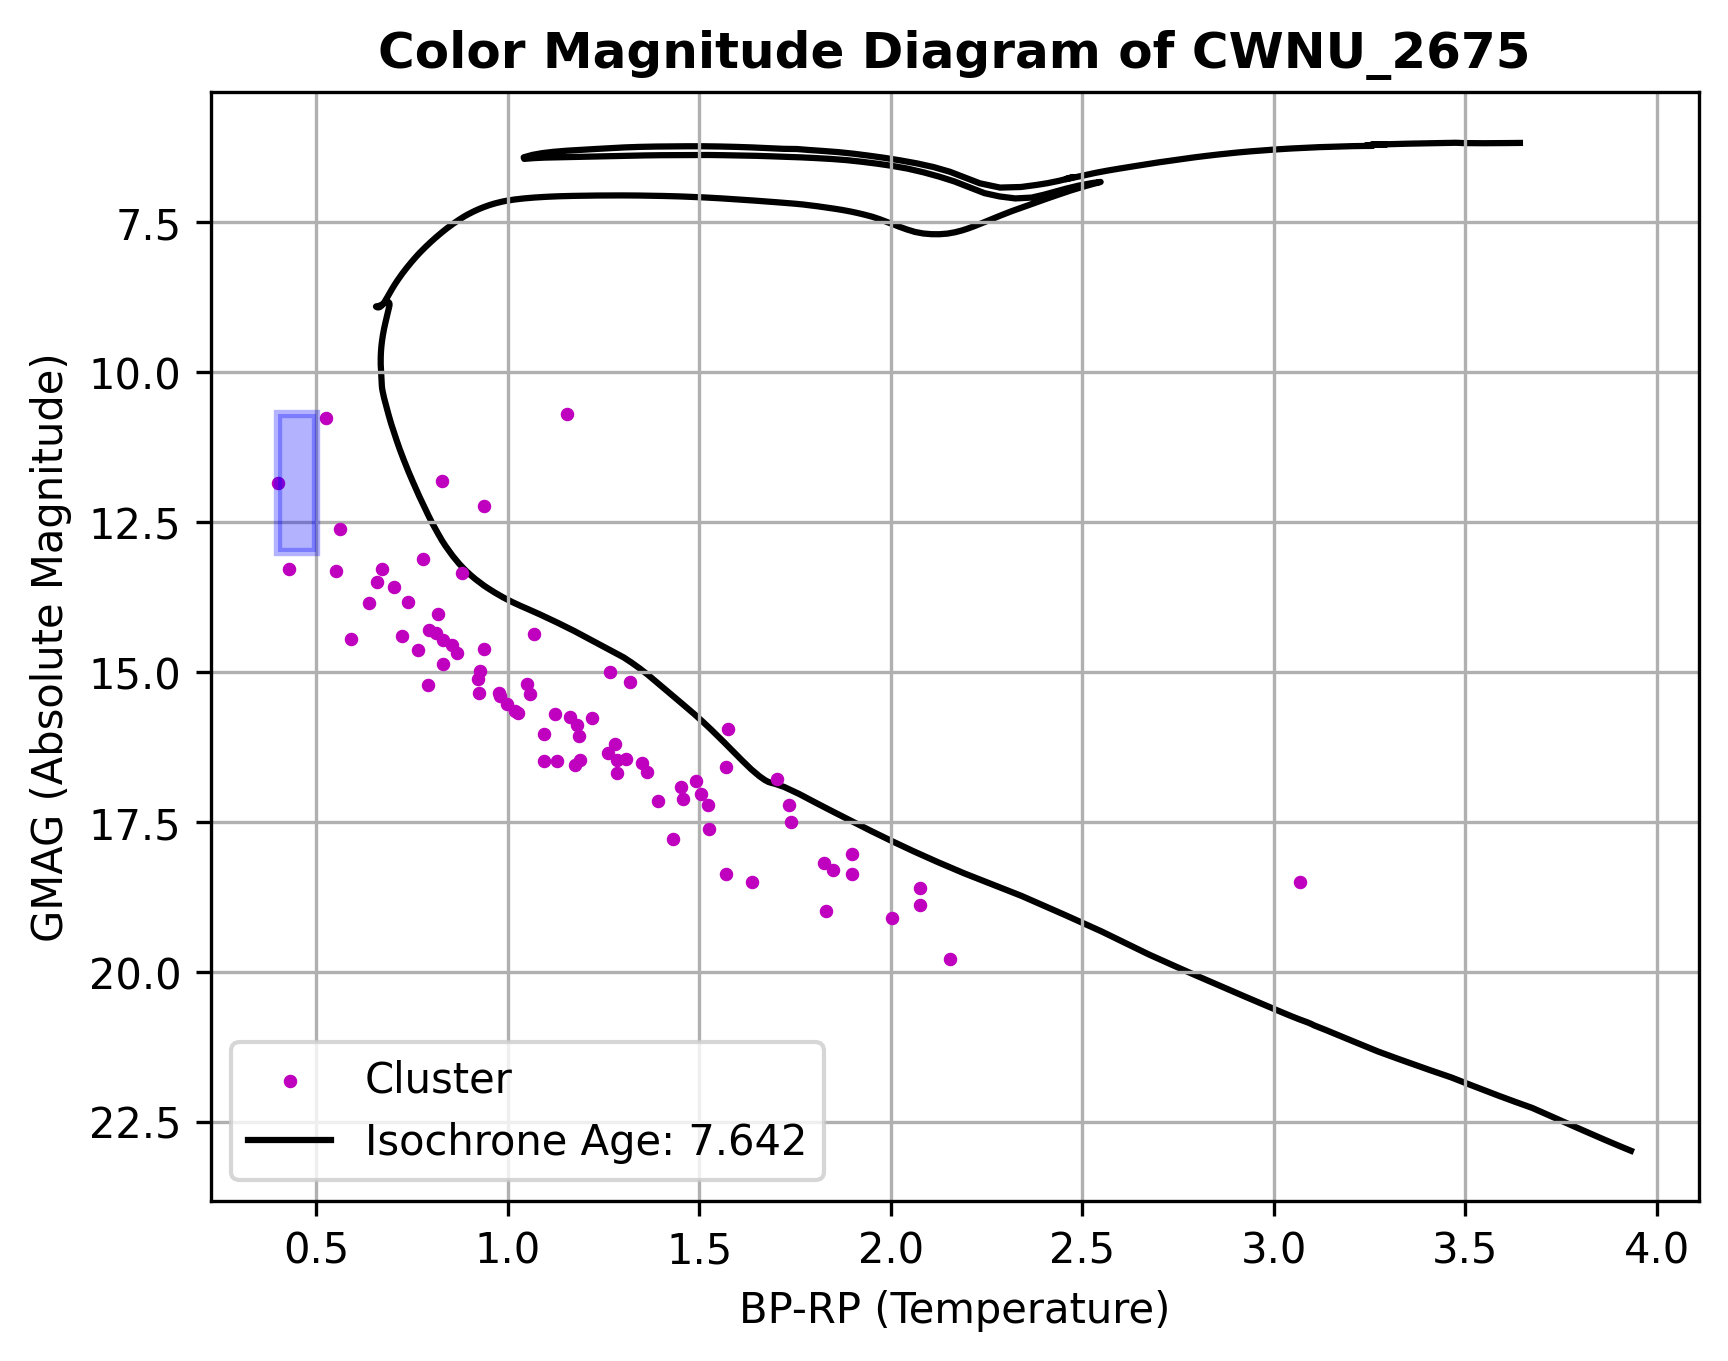 Color Magnitude Diagram of CWNU_2675
GMAG (Absolute Magnitude)
7.5
10.0
12.5
15.0
17.5
20.0
22.5
Cluster
Isochrone Age: 7.642
0.5 1.0 1.5 2.0 2.5 3.0 3.5 4.0
BP-RP (Temperature)